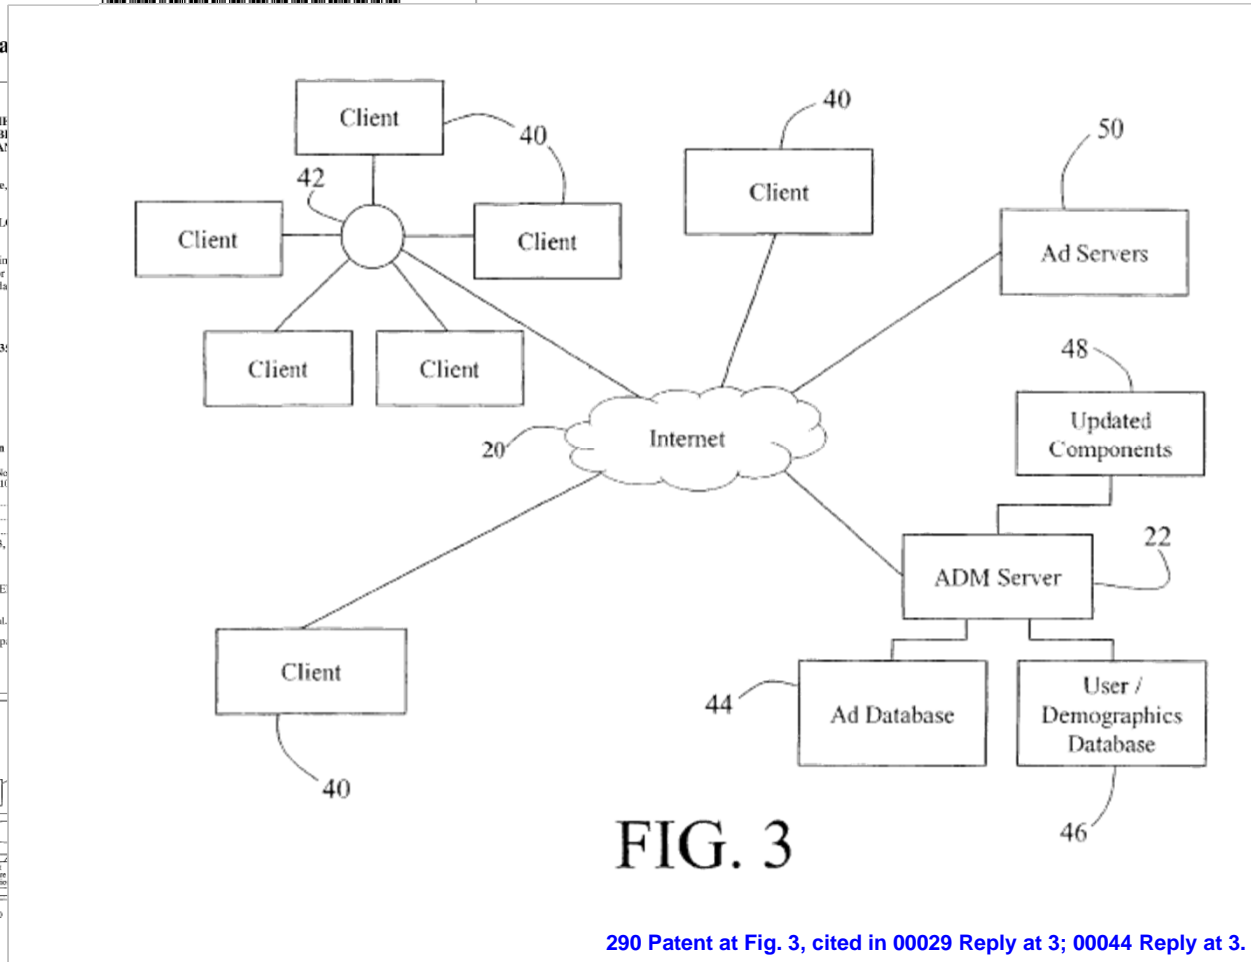 Client
40
40
50
42
Client
Client
Client
Ad Servers
Client
Client
48
Updated
Components
20
Internet
22
ADM Server
Client
44
Ad Database
User /
Demographics
Database
40
46
FIG. 3
290 Patent at Fig. 3, cited in 00029 Reply at 3; 00044 Reply at 3.